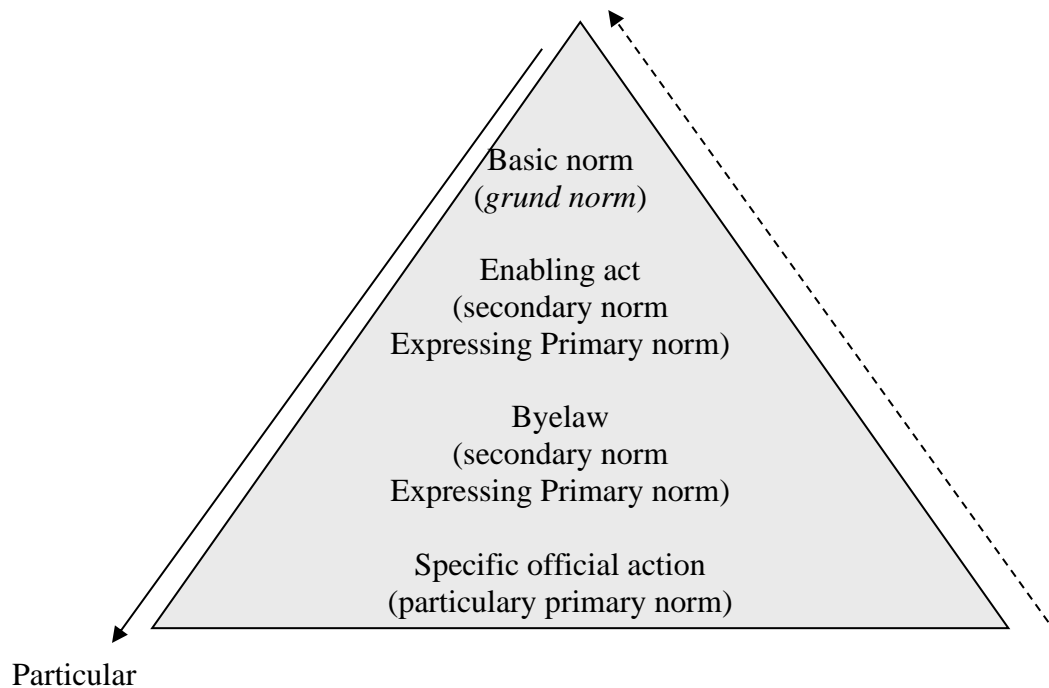 Basic norm
(grund norm)
Enabling act
(secondary norm
Expressing Primary norm)
Byelaw
(secondary norm
Expressing Primary norm)
Specific official action
(particulary primary norm)
Particular